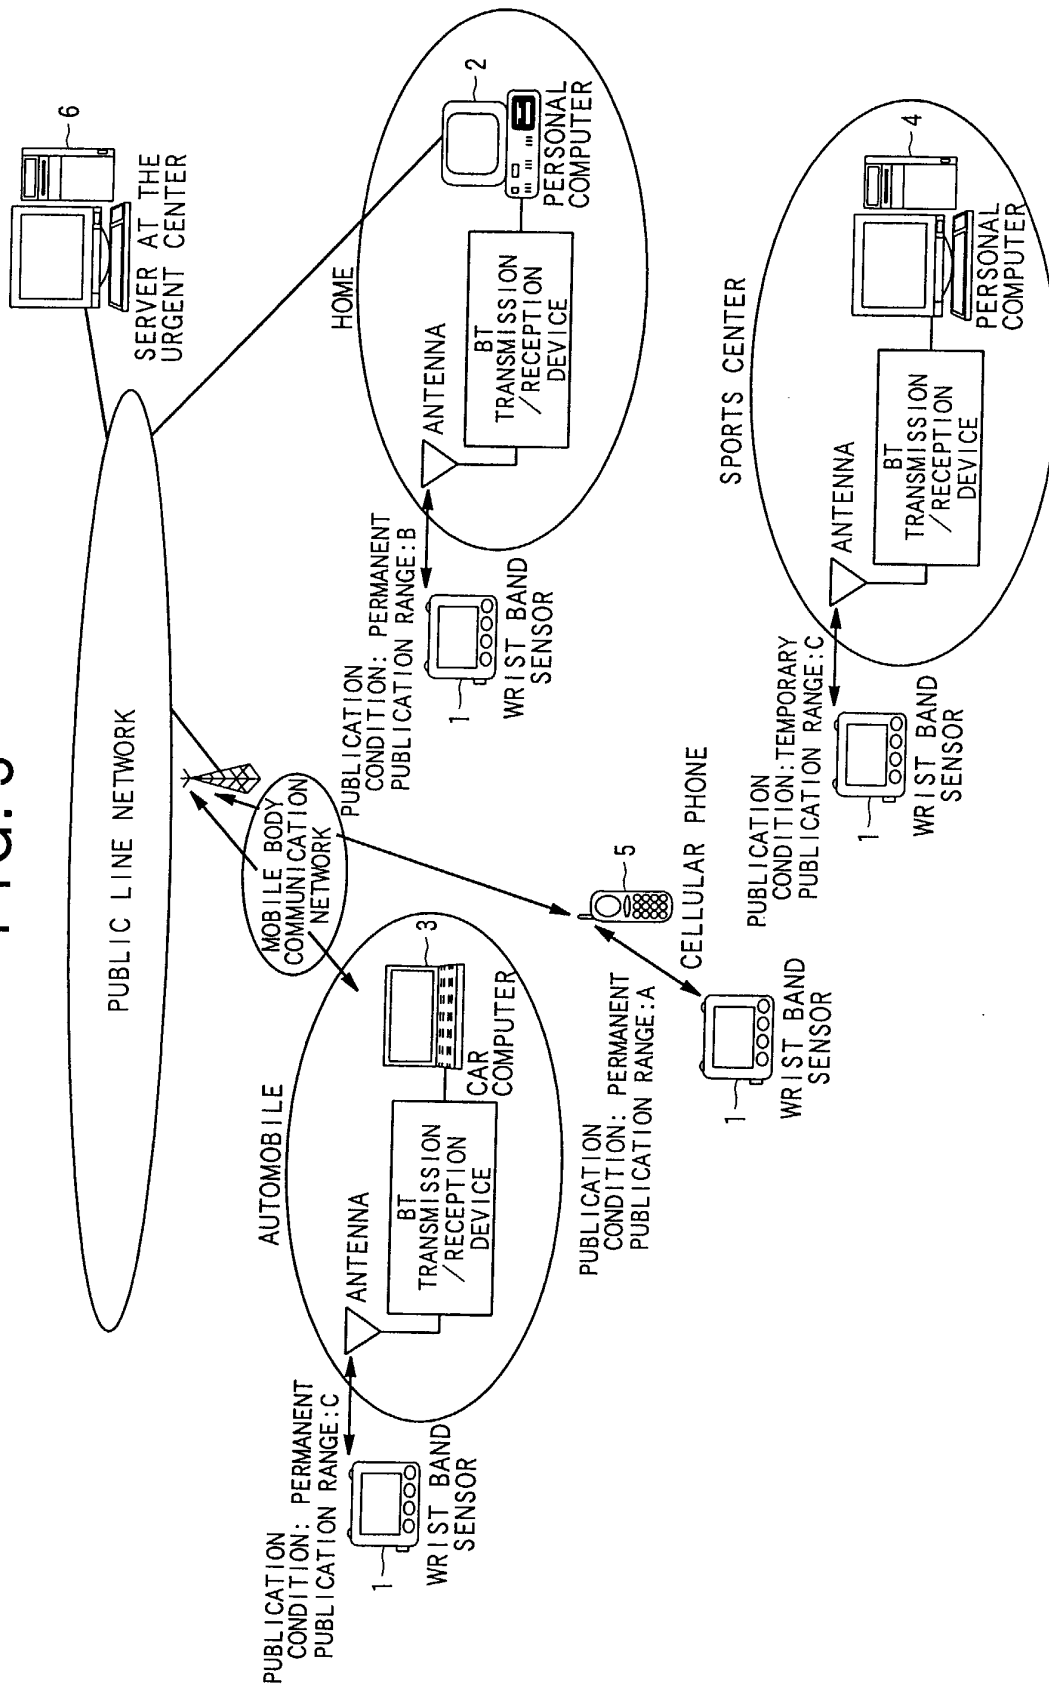 FIG. 9
PUBLIC LINE NETWORK
6
SERVER AT THE
URGENT CENTER
MOBILE BODY
COMMUNICATION
NETWORK
AUTOMOBILE
PUBLICATION
CONDITION: PERMANENT
PUBLICATION RANGE:C
ANTENNA
BT
TRANSMISSION
/RECEPTION
DEVICE
3
CAR
COMPUTER
1
WRIST BAND
SENSOR
PUBLICATION
CONDITION: PERMANENT
PUBLICATION RANGE:A
5
CELLULAR PHONE
1
WRIST BAND
SENSOR
HOME
PUBLICATION
CONDITION: PERMANENT
PUBLICATION RANGE:B
ANTENNA
BT
TRANSMISSION
/RECEPTION
DEVICE
2
PERSONAL
COMPUTER
1
WRIST BAND
SENSOR
SPORTS CENTER
PUBLICATION
CONDITION:TEMPORARY
PUBLICATION RANGE:C
ANTENNA
BT
TRANSMISSION
/RECEPTION
DEVICE
4
PERSONAL
COMPUTER
1
WRIST BAND
SENSOR